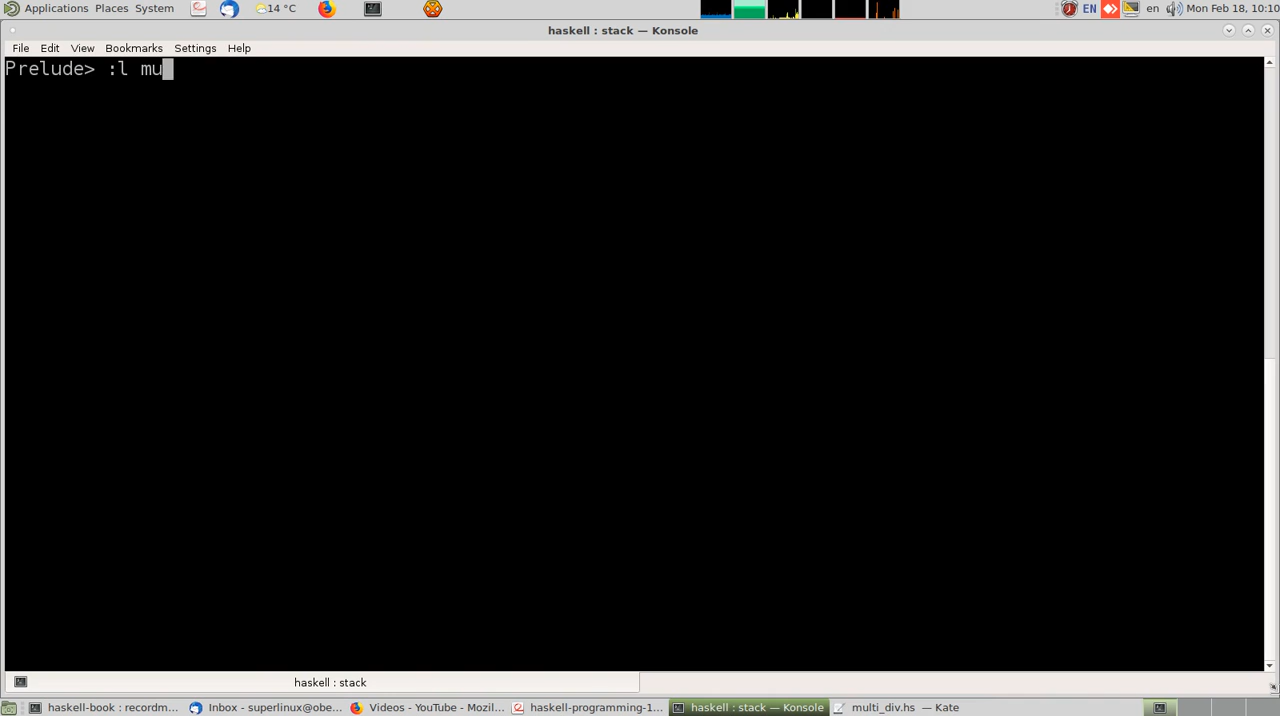 Applications Places System 14 °C EN en Mon Feb 18, 10:10
haskell : stack — Konsole
File Edit View Bookmarks Settings Help
Prelude> :l mu
haskell : stack
haskell-book : recordm... Inbox - superlinux@obe... Videos - YouTube - Mozil... haskell-programming-1... haskell : stack — Konsole multi_div.hs — Kate